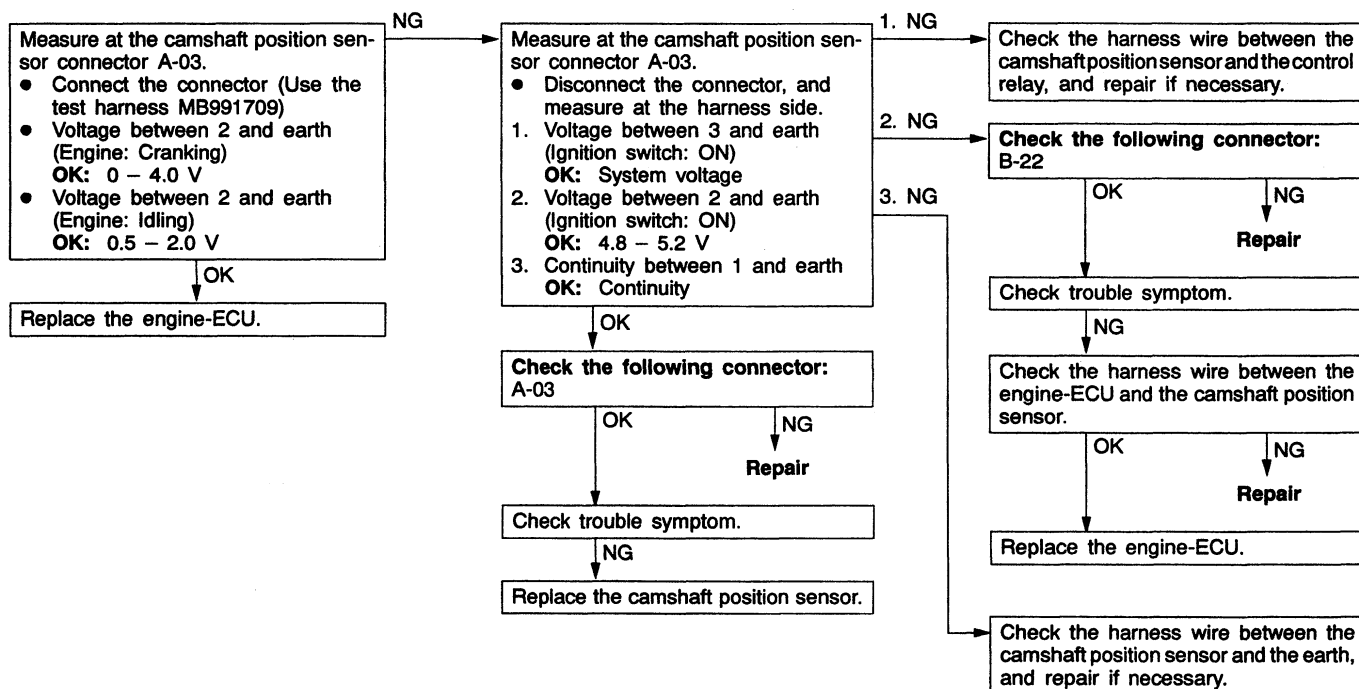 Measure at the camshaft position sen-
sor connector A-03.
● Connect the connector (Use the
test harness MB991709)
● Voltage between 2 and earth
(Engine: Cranking)
OK: 0 – 4.0 V
● Voltage between 2 and earth
(Engine: Idling)
OK: 0.5 – 2.0 V
OK
Replace the engine-ECU.
NG
Measure at the camshaft position sen-
sor connector A-03.
● Disconnect the connector, and
measure at the harness side.
1. Voltage between 3 and earth
(Ignition switch: ON)
OK: System voltage
2. Voltage between 2 and earth
(Ignition switch: ON)
OK: 4.8 – 5.2 V
3. Continuity between 1 and earth
OK: Continuity
OK
Check the following connector:
A-03
OK
NG
Repair
Check trouble symptom.
NG
Replace the camshaft position sensor.
1. NG
Check the harness wire between the
camshaft position sensor and the control
relay, and repair if necessary.
2. NG
Check the following connector:
B-22
OK
NG
Repair
Check trouble symptom.
NG
Check the harness wire between the
engine-ECU and the camshaft position
sensor.
OK
NG
Repair
Replace the engine-ECU.
3. NG
Check the harness wire between the
camshaft position sensor and the earth,
and repair if necessary.